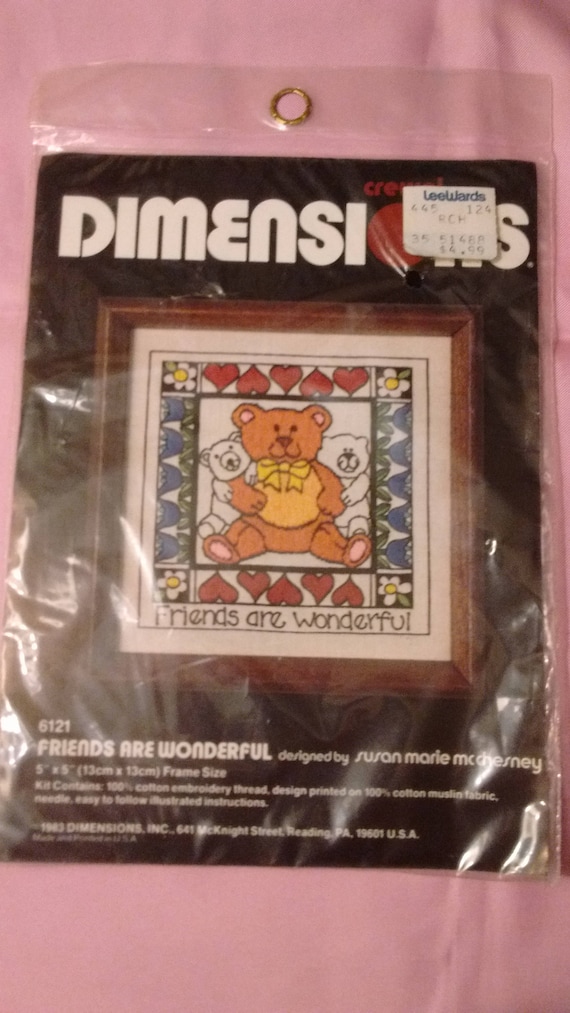 crewel
DIMENSIONS
LeeWards
445 124
RCM
35 51488
$4.99
Friends are Wonderful
6121
FRIENDS ARE WONDERFUL designed by susan marie mcchesney
5" x 5" (13cm x 13cm) Frame Size
Kit Contains: 100% cotton embroidery thread, design printed on 100% cotton muslin fabric,
needle, easy to follow illustrated instructions.
1983 DIMENSIONS, INC., 641 McKnight Street, Reading, PA, 19601 U.S.A.
Made and Printed in U.S.A.